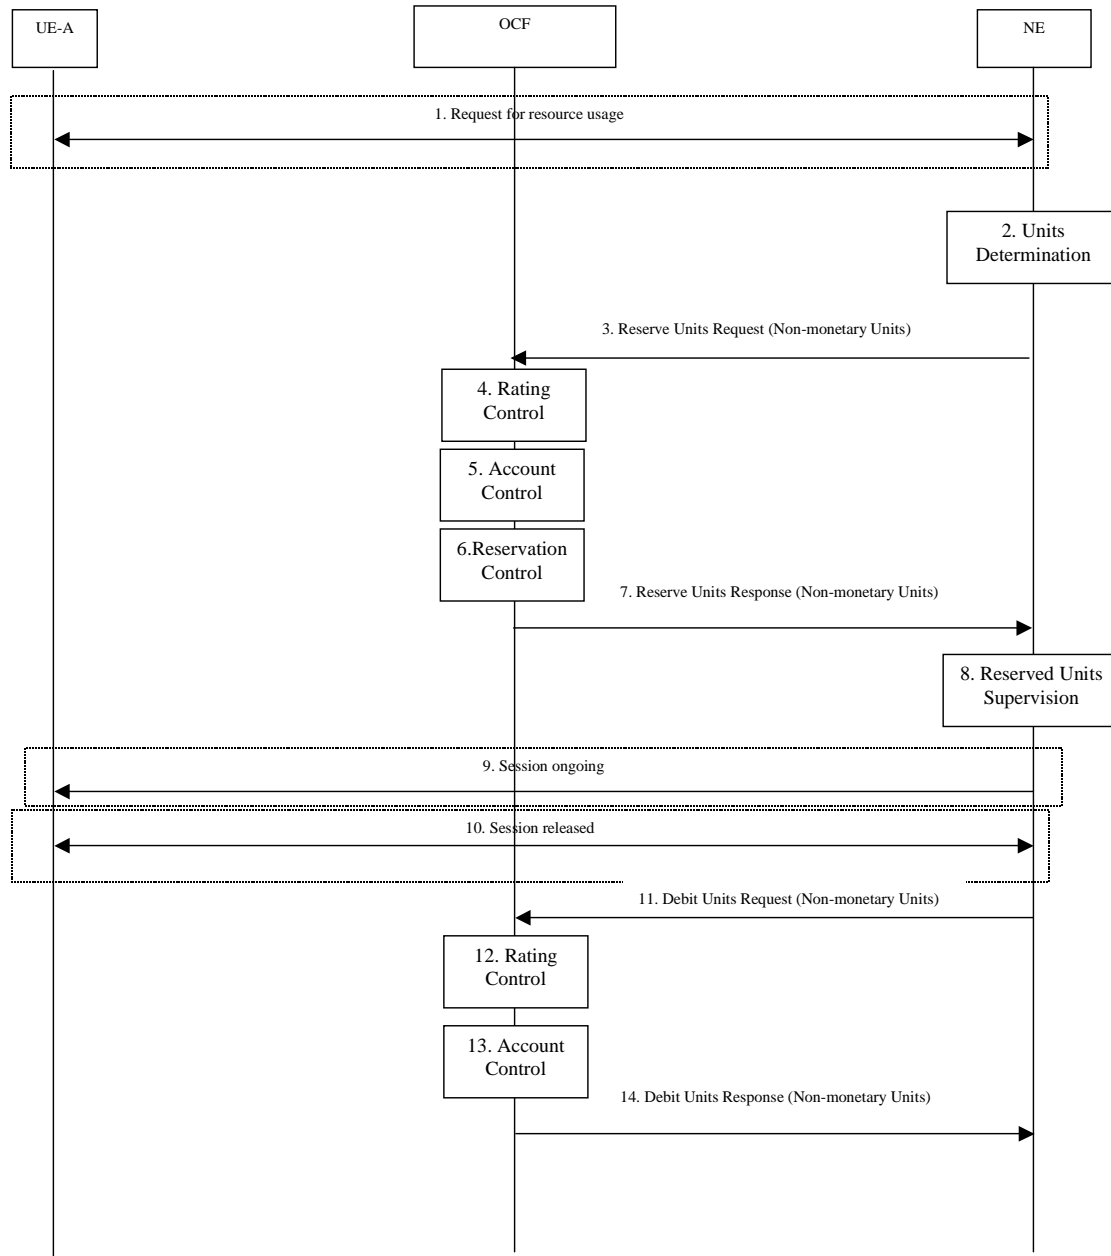 UE-A
OCF
NE
1. Request for resource usage
2. Units
Determination
3. Reserve Units Request (Non-monetary Units)
4. Rating
Control
5. Account
Control
6.Reservation
Control
7. Reserve Units Response (Non-monetary Units)
8. Reserved Units
Supervision
9. Session ongoing
10. Session released
11. Debit Units Request (Non-monetary Units)
12. Rating
Control
13. Account
Control
14. Debit Units Response (Non-monetary Units)